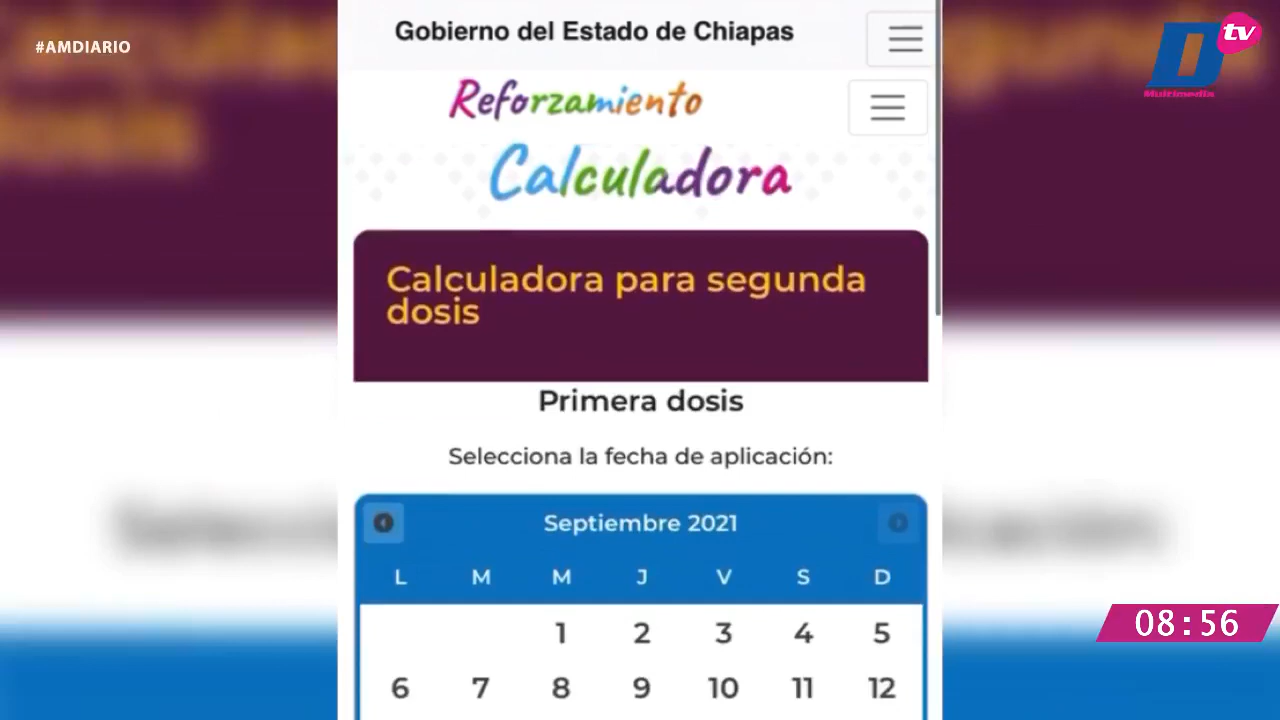 #AMDIARIO
Gobierno del Estado de Chiapas
D tv
Multimedia
Reforzamiento
Calculadora
Calculadora para segunda
dosis
Primera dosis
Selecciona la fecha de aplicación:
Septiembre 2021
L M M J V S D
1 2 3 4 5
6 7 8 9 10 11 12
08:56